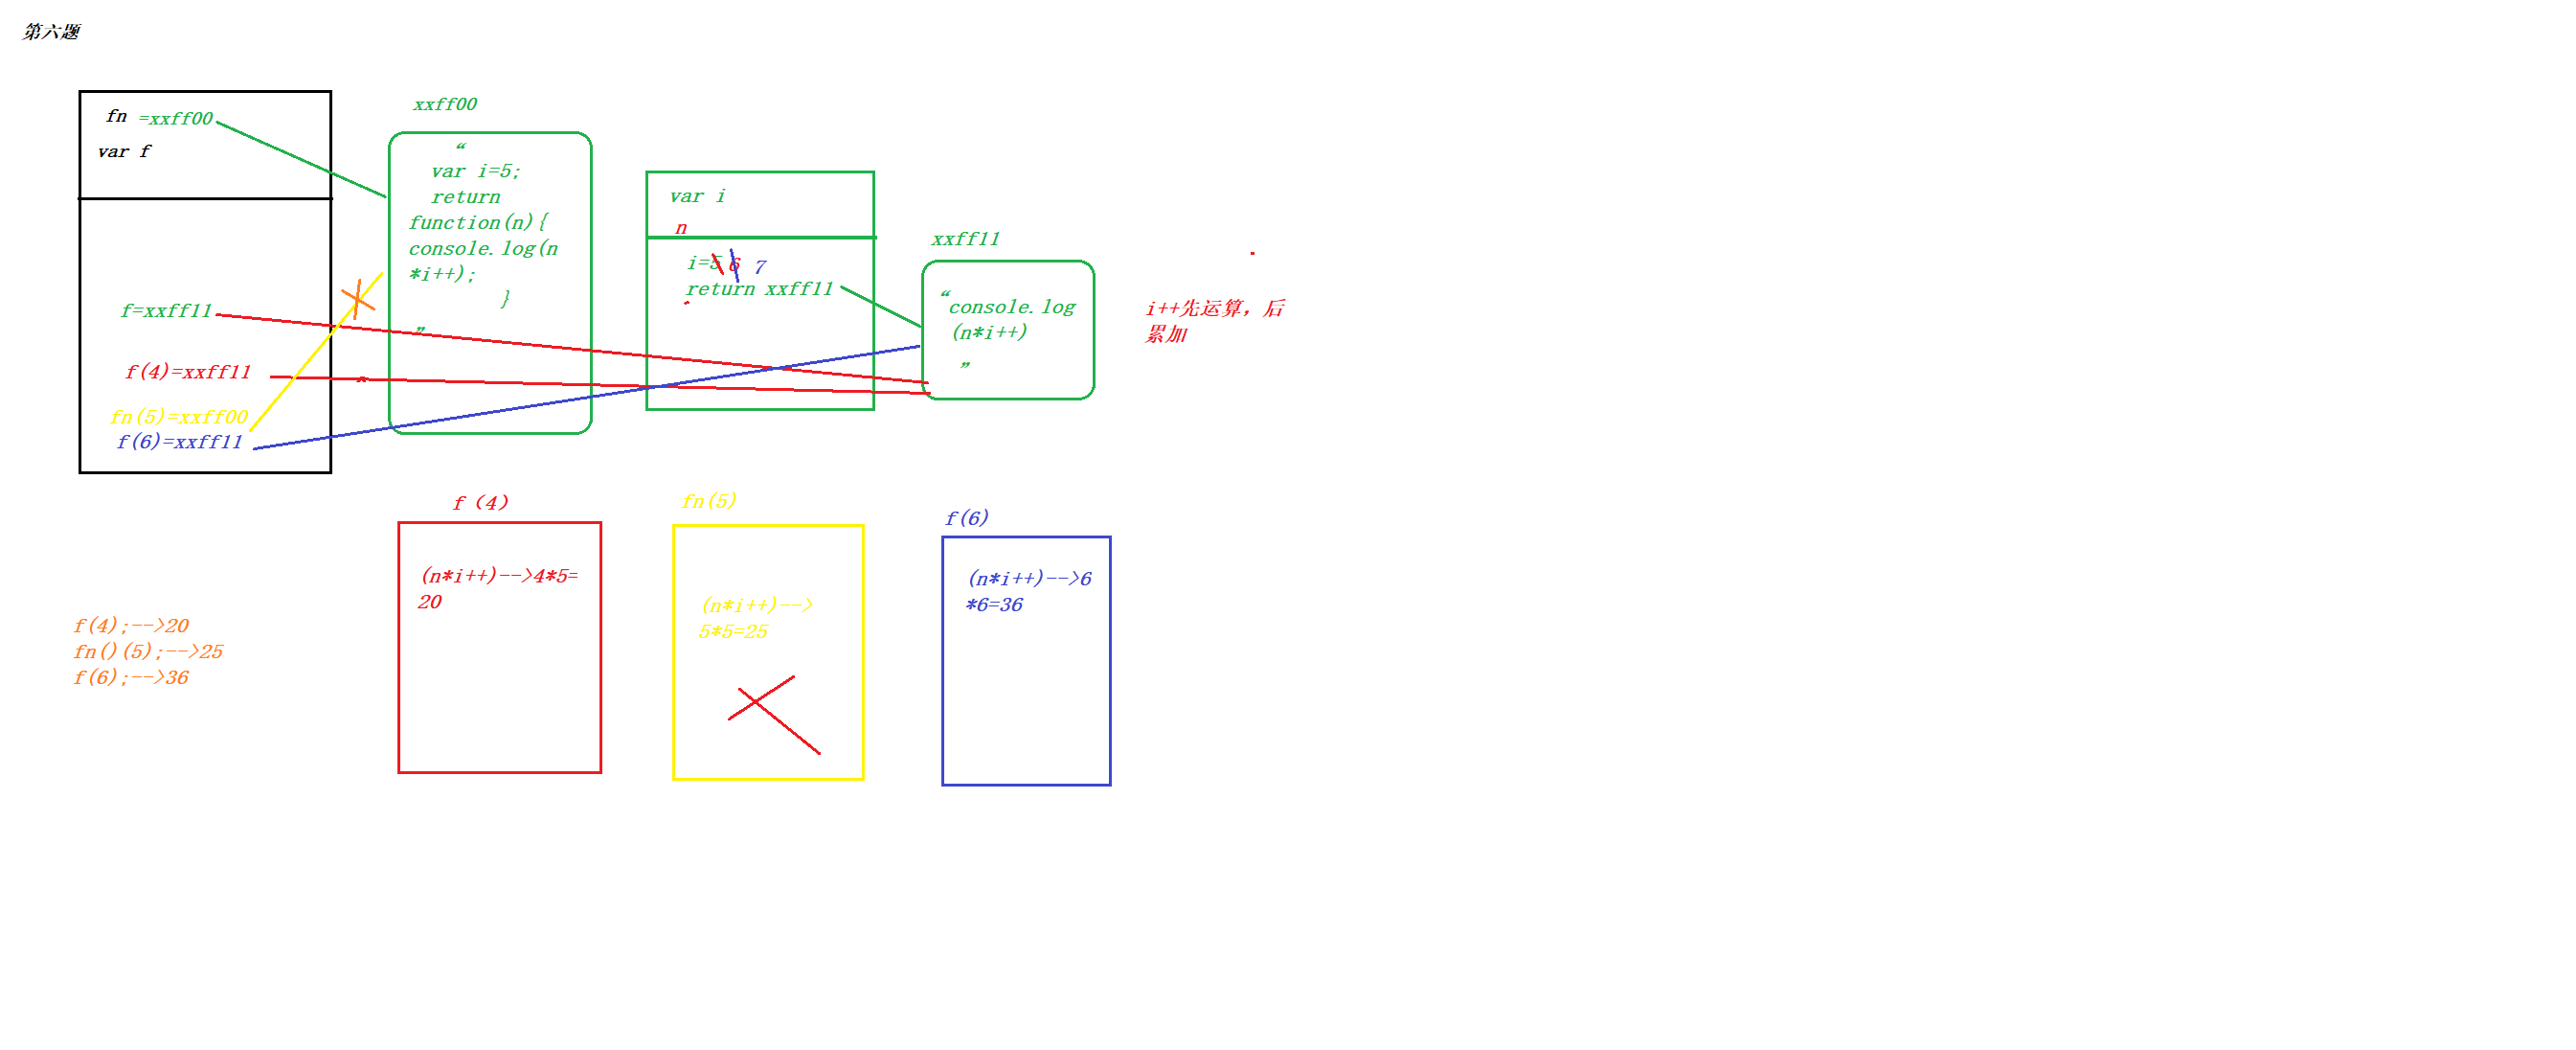 第六题
fn =xxff00
var f
f=xxff11
f(4)=xxff11
fn(5)=xxff00
f(6)=xxff11
xxff00
“
var i=5;
return
function(n){
console.log(n
*i++);
}
”
var i
n
i=5 6 7
return xxff11
xxff11
“console.log
(n*i++)
”
i++先运算，后
累加
f（4）
(n*i++)-->4*5=
20
fn(5)
(n*i++)-->
5*5=25
f(6)
(n*i++)-->6
*6=36
f(4);-->20
fn()(5);-->25
f(6);-->36